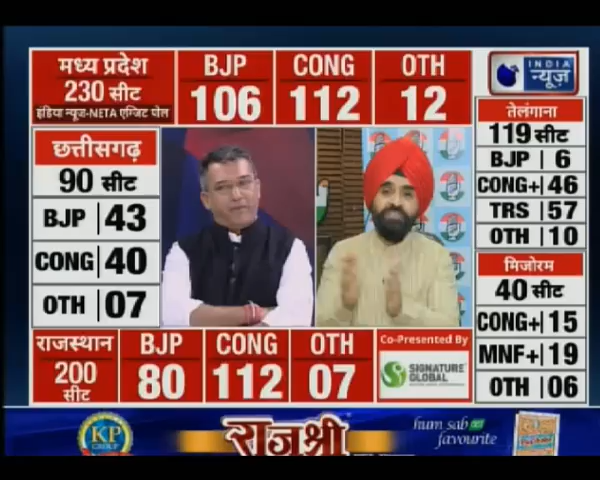 मध्य प्रदेश
230 सीट
इंडिया न्यूज़-NETA एग्जिट पोल
BJP
106
CONG
112
OTH
12
INDIA
न्यूज़
छत्तीसगढ़
90 सीट
BJP 43
CONG 40
OTH 07
तेलंगाना
119 सीट
BJP 6
CONG+ 46
TRS 57
OTH 10
मिजोरम
40 सीट
CONG+ 15
MNF+ 19
OTH 06
राजस्थान
200
सीट
BJP
80
CONG
112
OTH
07
Co-Presented By
SIGNATURE
GLOBAL
KP
GROUP
राजश्री
hum sab
favourite